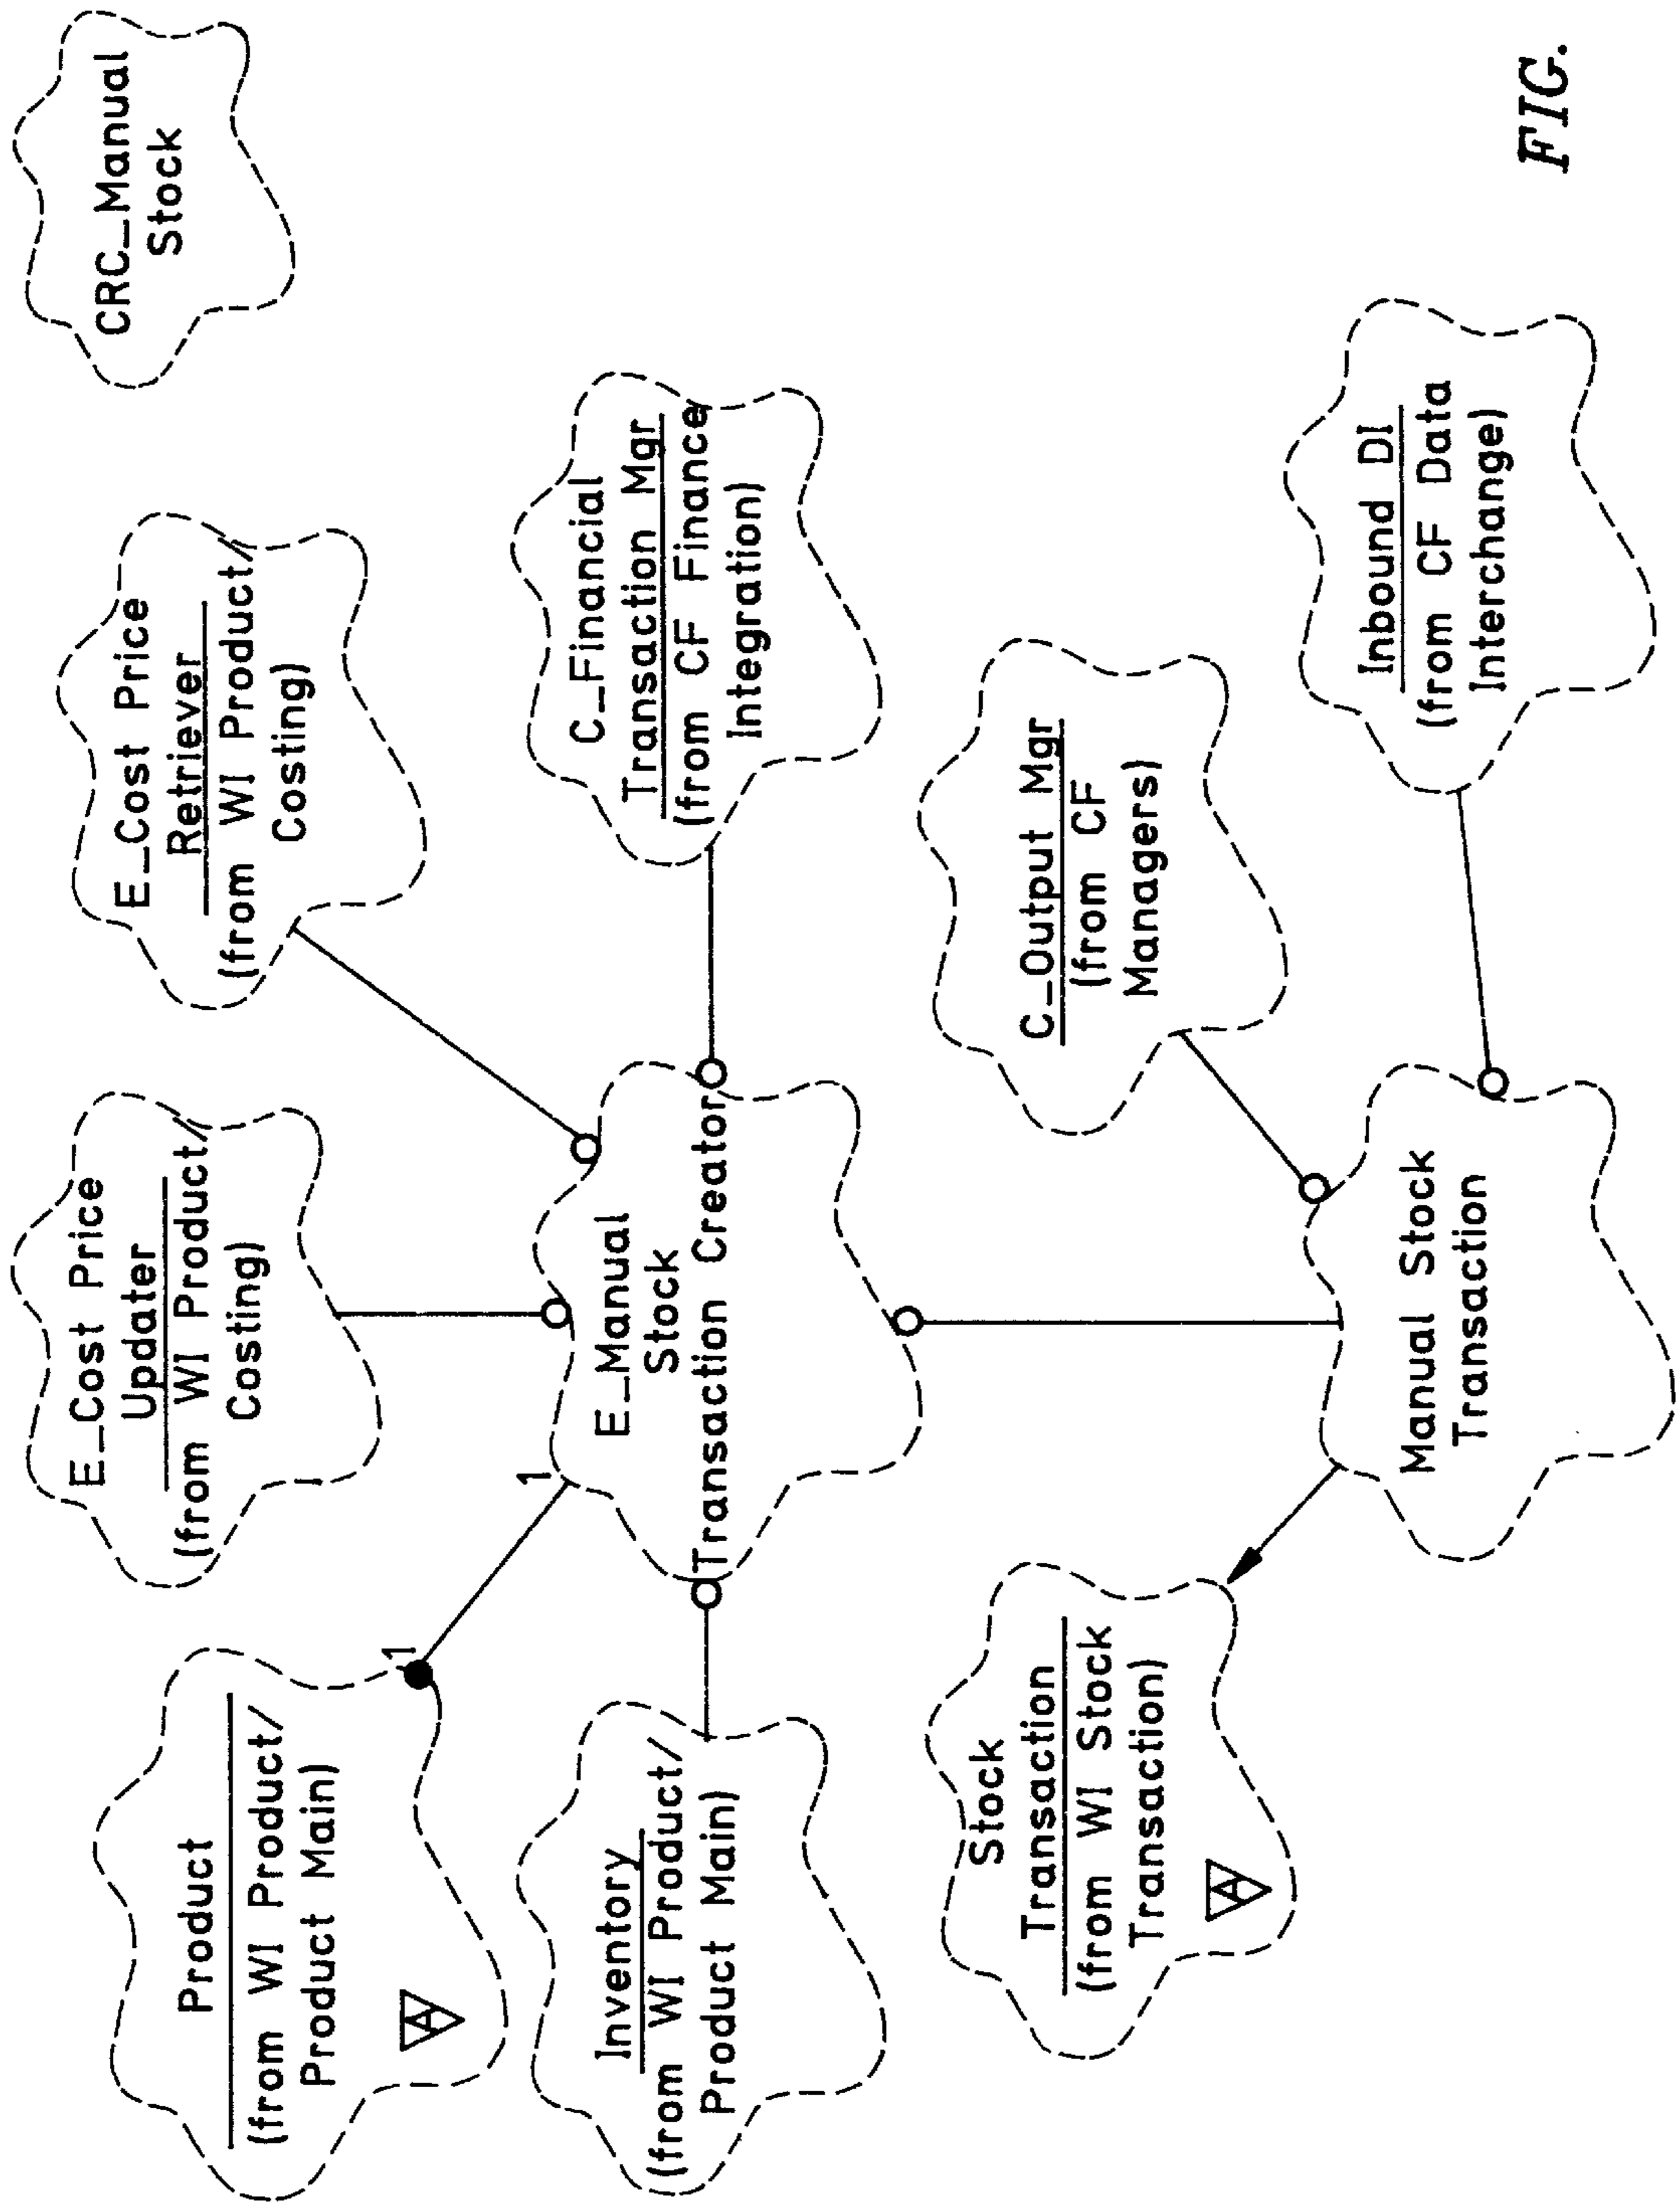 CRC_Manual
Stock
E_Cost Price
Updater
(from WI Product/
Costing)
E_Cost Price
Retriever
(from WI Product/
Costing)
Product
(from WI Product/
Product Main)
A
1
1
E_Manual
Stock
Transaction Creator
C_Financial
Transaction Mgr
(from CF Finance
Integration)
Inventory
(from WI Product/
Product Main)
C_Output Mgr
(from CF
Managers)
Stock
Transaction
(from WI Stock
Transaction)
A
Manual Stock
Transaction
Inbound DI
(from CF Data
Interchange)
FIG.